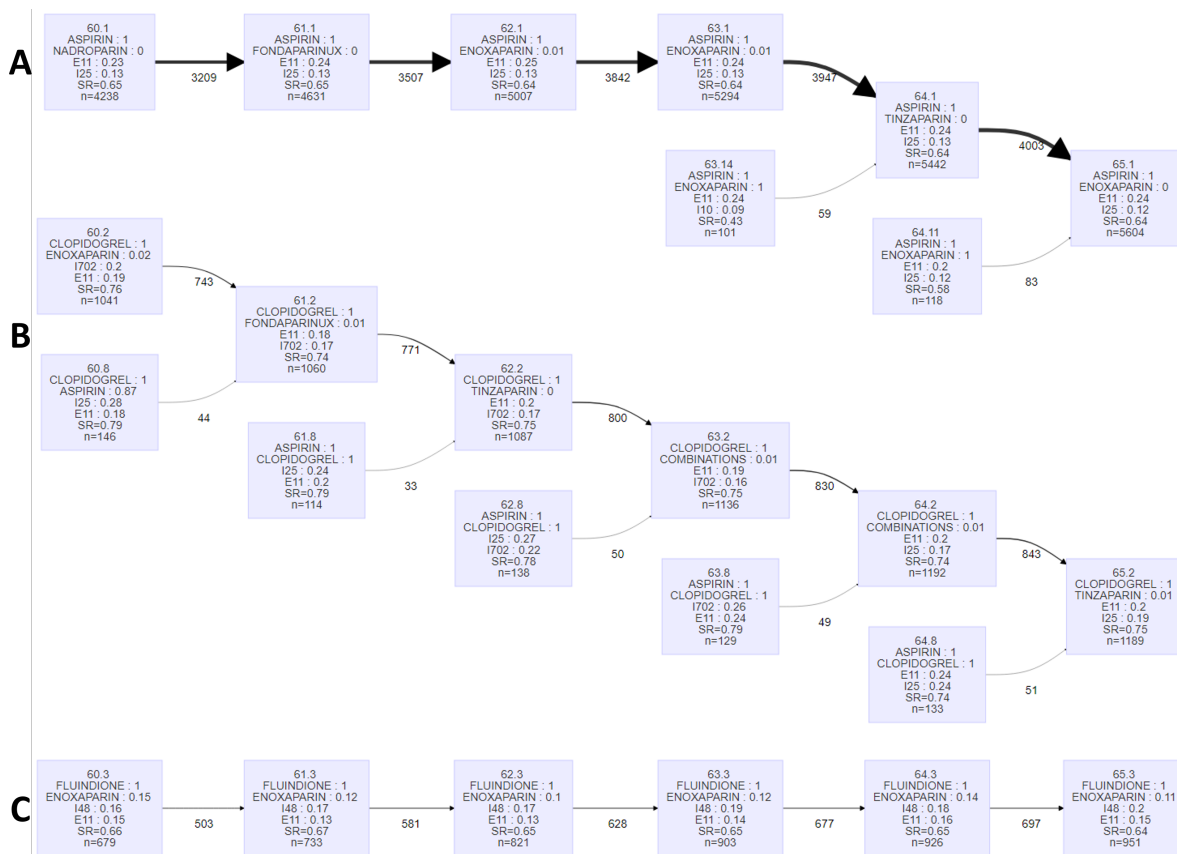 A
60.1
ASPIRIN : 1
NADROPARIN : 0
E11 : 0.23
I25 : 0.13
SR=0.65
n=4238
3209
61.1
ASPIRIN : 1
FONDAPARINUX : 0
E11 : 0.24
I25 : 0.13
SR=0.65
n=4631
3507
62.1
ASPIRIN : 1
ENOXAPARIN : 0.01
E11 : 0.25
I25 : 0.13
SR=0.64
n=5007
3842
63.1
ASPIRIN : 1
ENOXAPARIN : 0.01
E11 : 0.24
I25 : 0.13
SR=0.64
n=5294
3947
64.1
ASPIRIN : 1
TINZAPARIN : 0
E11 : 0.24
I25 : 0.13
SR=0.64
n=5442
4003
63.14
ASPIRIN : 1
ENOXAPARIN : 1
E11 : 0.24
I10 : 0.09
SR=0.43
n=101
59
65.1
ASPIRIN : 1
ENOXAPARIN : 0
E11 : 0.24
I25 : 0.12
SR=0.64
n=5604
64.11
ASPIRIN : 1
ENOXAPARIN : 1
E11 : 0.2
I25 : 0.12
SR=0.58
n=118
83
B
60.2
CLOPIDOGREL : 1
ENOXAPARIN : 0.02
I702 : 0.2
E11 : 0.19
SR=0.76
n=1041
743
61.2
CLOPIDOGREL : 1
FONDAPARINUX : 0.01
E11 : 0.18
I702 : 0.17
SR=0.74
n=1060
771
60.8
CLOPIDOGREL : 1
ASPIRIN : 0.87
I25 : 0.28
E11 : 0.18
SR=0.79
n=146
44
62.2
CLOPIDOGREL : 1
TINZAPARIN : 0
E11 : 0.2
I702 : 0.17
SR=0.75
n=1087
800
61.8
ASPIRIN : 1
CLOPIDOGREL : 1
I25 : 0.24
E11 : 0.2
SR=0.79
n=114
33
63.2
CLOPIDOGREL : 1
COMBINATIONS : 0.01
E11 : 0.19
I702 : 0.16
SR=0.75
n=1136
830
62.8
ASPIRIN : 1
CLOPIDOGREL : 1
I25 : 0.27
I702 : 0.22
SR=0.78
n=138
50
64.2
CLOPIDOGREL : 1
COMBINATIONS : 0.01
E11 : 0.2
I25 : 0.17
SR=0.74
n=1192
843
63.8
ASPIRIN : 1
CLOPIDOGREL : 1
I702 : 0.26
E11 : 0.24
SR=0.79
n=129
49
65.2
CLOPIDOGREL : 1
TINZAPARIN : 0.01
E11 : 0.2
I25 : 0.19
SR=0.75
n=1189
64.8
ASPIRIN : 1
CLOPIDOGREL : 1
E11 : 0.24
I25 : 0.24
SR=0.74
n=133
51
C
60.3
FLUINDIONE : 1
ENOXAPARIN : 0.15
I48 : 0.16
E11 : 0.15
SR=0.66
n=679
503
61.3
FLUINDIONE : 1
ENOXAPARIN : 0.12
I48 : 0.17
E11 : 0.13
SR=0.67
n=733
581
62.3
FLUINDIONE : 1
ENOXAPARIN : 0.1
I48 : 0.17
E11 : 0.13
SR=0.65
n=821
628
63.3
FLUINDIONE : 1
ENOXAPARIN : 0.12
I48 : 0.19
E11 : 0.14
SR=0.65
n=903
677
64.3
FLUINDIONE : 1
ENOXAPARIN : 0.14
I48 : 0.18
E11 : 0.16
SR=0.65
n=926
697
65.3
FLUINDIONE : 1
ENOXAPARIN : 0.11
I48 : 0.2
E11 : 0.15
SR=0.64
n=951